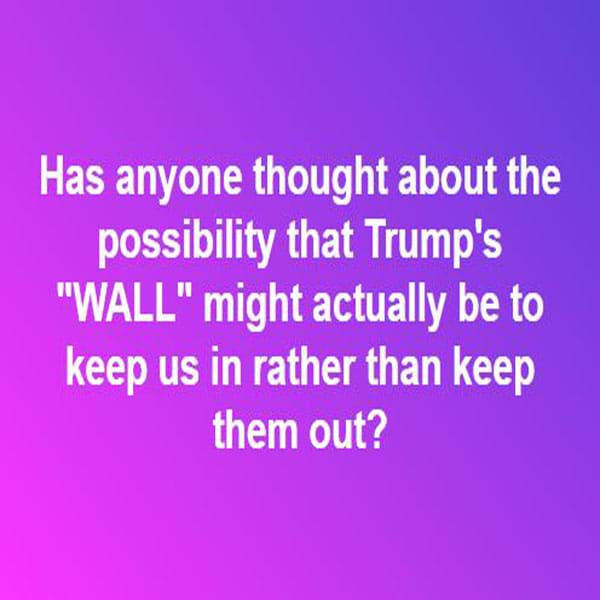 Has anyone thought about the
possibility that Trump's
"WALL" might actually be to
keep us in rather than keep
them out?